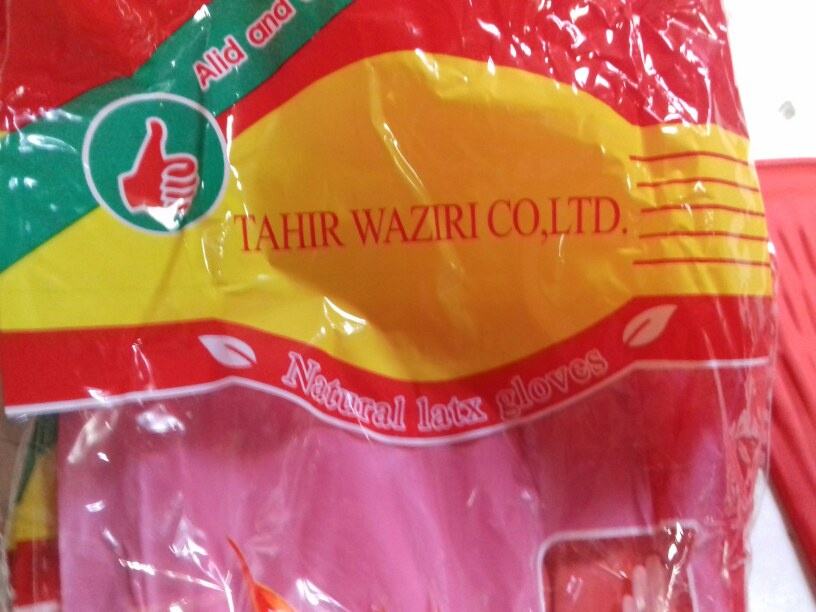 Alid and
TAHIR WAZIRI CO,LTD.
Natural latx gloves